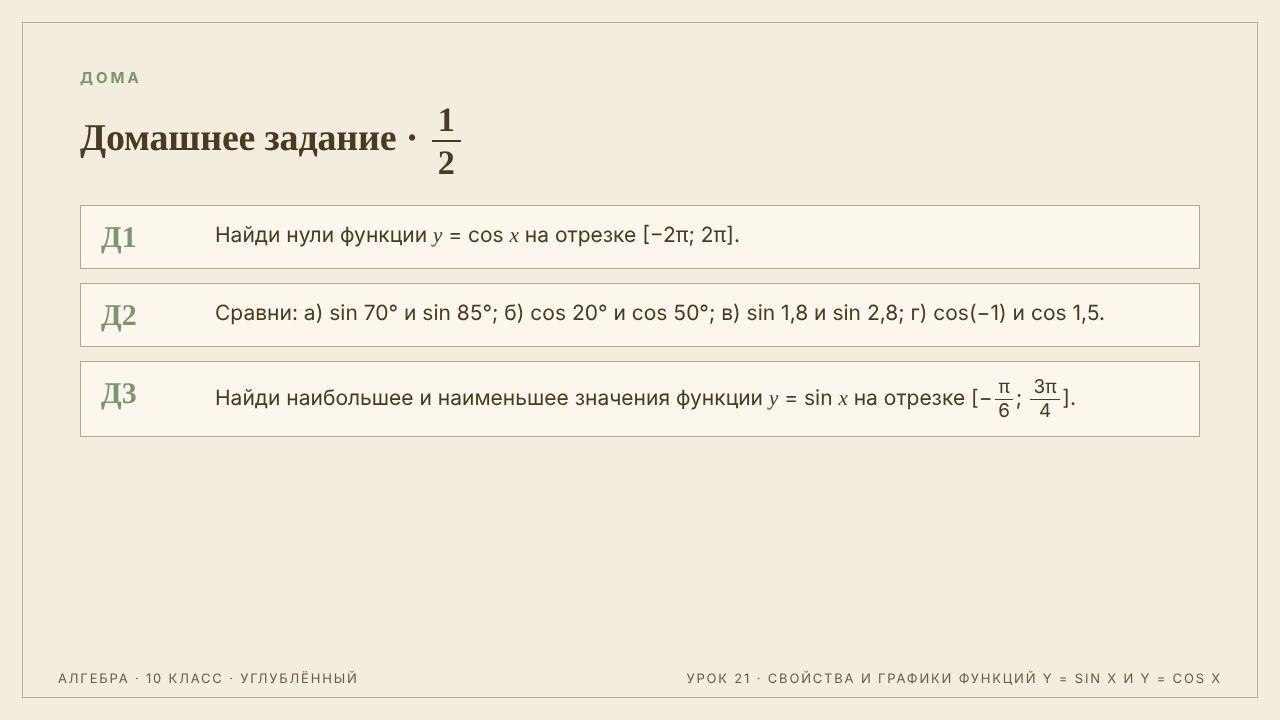 ДОМА
Домашнее задание · 1/2
Д1 Найди нули функции y = cos x на отрезке [−2π; 2π].
Д2 Сравни: а) sin 70° и sin 85°; б) cos 20° и cos 50°; в) sin 1,8 и sin 2,8; г) cos(−1) и cos 1,5.
Д3 Найди наибольшее и наименьшее значения функции y = sin x на отрезке [−π/6; 3π/4].
АЛГЕБРА · 10 КЛАСС · УГЛУБЛЁННЫЙ
УРОК 21 · СВОЙСТВА И ГРАФИКИ ФУНКЦИЙ Y = SIN X И Y = COS X